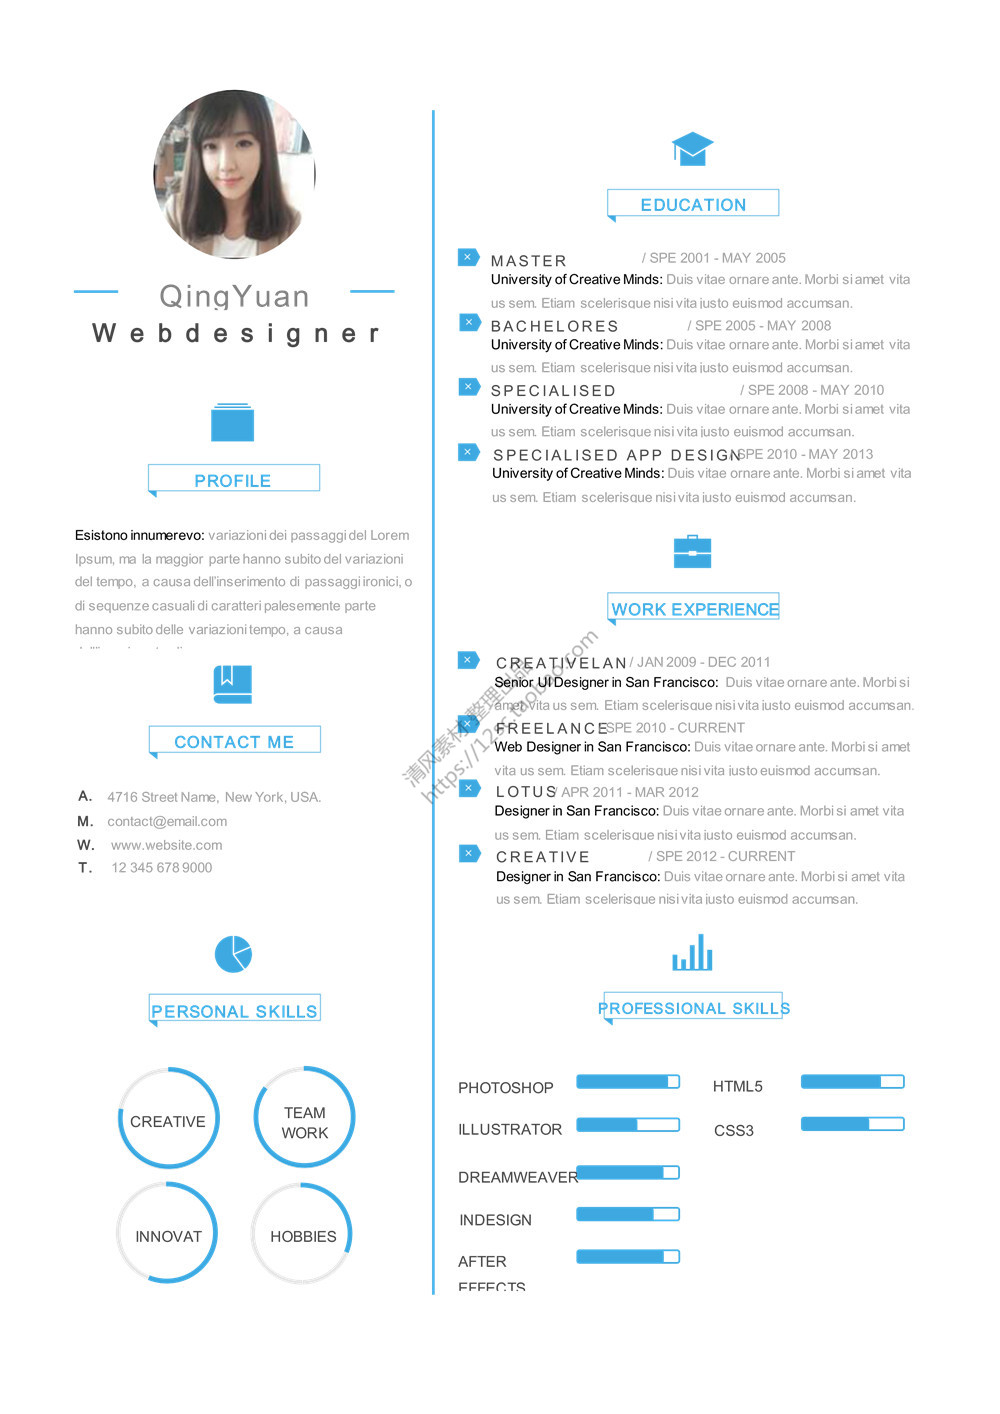 QingYuan
Webdesigner
PROFILE
Esistono innumerevo: variazioni dei passaggi del Lorem
Ipsum, ma la maggior parte hanno subito del variazioni
del tempo, a causa dell'inserimento di passaggi ironici, o
di sequenze casuali di caratteri palesemente parte
hanno subito delle variazioni tempo, a causa
CONTACT ME
A. 4716 Street Name, New York, USA.
M. contact@email.com
W. www.website.com
T. 12 345 678 9000
PERSONAL SKILLS
CREATIVE
TEAM
WORK
INNOVAT
HOBBIES
EDUCATION
MASTER / SPE 2001 - MAY 2005
University of Creative Minds: Duis vitae ornare ante. Morbi si amet vita
us sem. Etiam scelerisque nisi vita justo euismod accumsan.
BACHELORES / SPE 2005 - MAY 2008
University of Creative Minds: Duis vitae ornare ante. Morbi si amet vita
us sem. Etiam scelerisque nisi vita justo euismod accumsan.
SPECIALISED / SPE 2008 - MAY 2010
University of Creative Minds: Duis vitae ornare ante. Morbi si amet vita
us sem. Etiam scelerisque nisi vita justo euismod accumsan.
SPECIALISED APP DESIGN SPE 2010 - MAY 2013
University of Creative Minds: Duis vitae ornare ante. Morbi si amet vita
us sem. Etiam scelerisque nisi vita justo euismod accumsan.
WORK EXPERIENCE
CREATIVELAN / JAN 2009 - DEC 2011
Senior UI Designer in San Francisco: Duis vitae ornare ante. Morbi si
amet vita us sem. Etiam scelerisque nisi vita justo euismod accumsan.
FREELANCE SPE 2010 - CURRENT
Web Designer in San Francisco: Duis vitae ornare ante. Morbi si amet
vita us sem. Etiam scelerisque nisi vita justo euismod accumsan.
LOTUS / APR 2011 - MAR 2012
Designer in San Francisco: Duis vitae ornare ante. Morbi si amet vita
us sem. Etiam scelerisque nisi vita justo euismod accumsan.
CREATIVE / SPE 2012 - CURRENT
Designer in San Francisco: Duis vitae ornare ante. Morbi si amet vita
us sem. Etiam scelerisque nisi vita justo euismod accumsan.
PROFESSIONAL SKILLS
PHOTOSHOP
HTML5
ILLUSTRATOR
CSS3
DREAMWEAVER
INDESIGN
AFTER
EFFECTS
清风素材整理出品
taobao.com